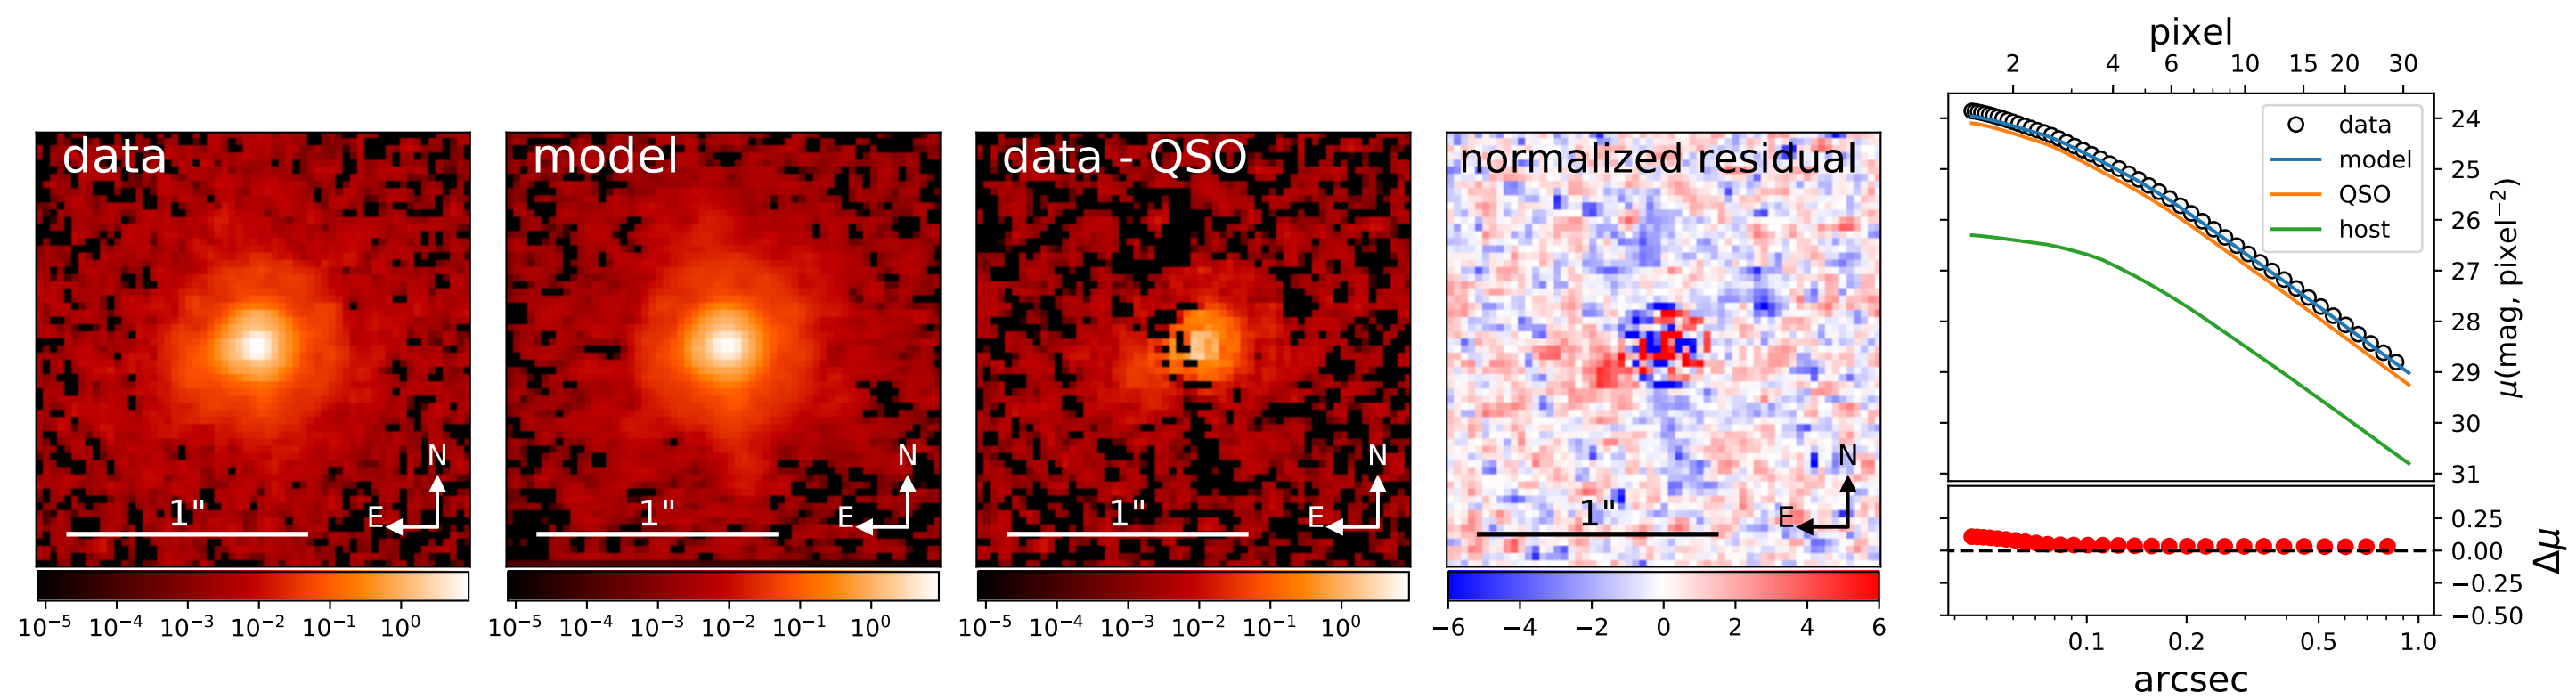 data
1"
N
E
10⁻⁵ 10⁻⁴ 10⁻³ 10⁻² 10⁻¹ 10⁰
model
1"
N
E
10⁻⁵ 10⁻⁴ 10⁻³ 10⁻² 10⁻¹ 10⁰
data - QSO
1"
N
E
10⁻⁵ 10⁻⁴ 10⁻³ 10⁻² 10⁻¹ 10⁰
normalized residual
1"
N
E
−6 −4 −2 0 2 4 6
pixel
2 4 6 10 15 20 30
data
model
QSO
host
24
25
26
27
28
29
30
31
μ(mag, pixel⁻²)
0.25
0.00
−0.25
−0.50
Δμ
0.1 0.2 0.5 1.0
arcsec